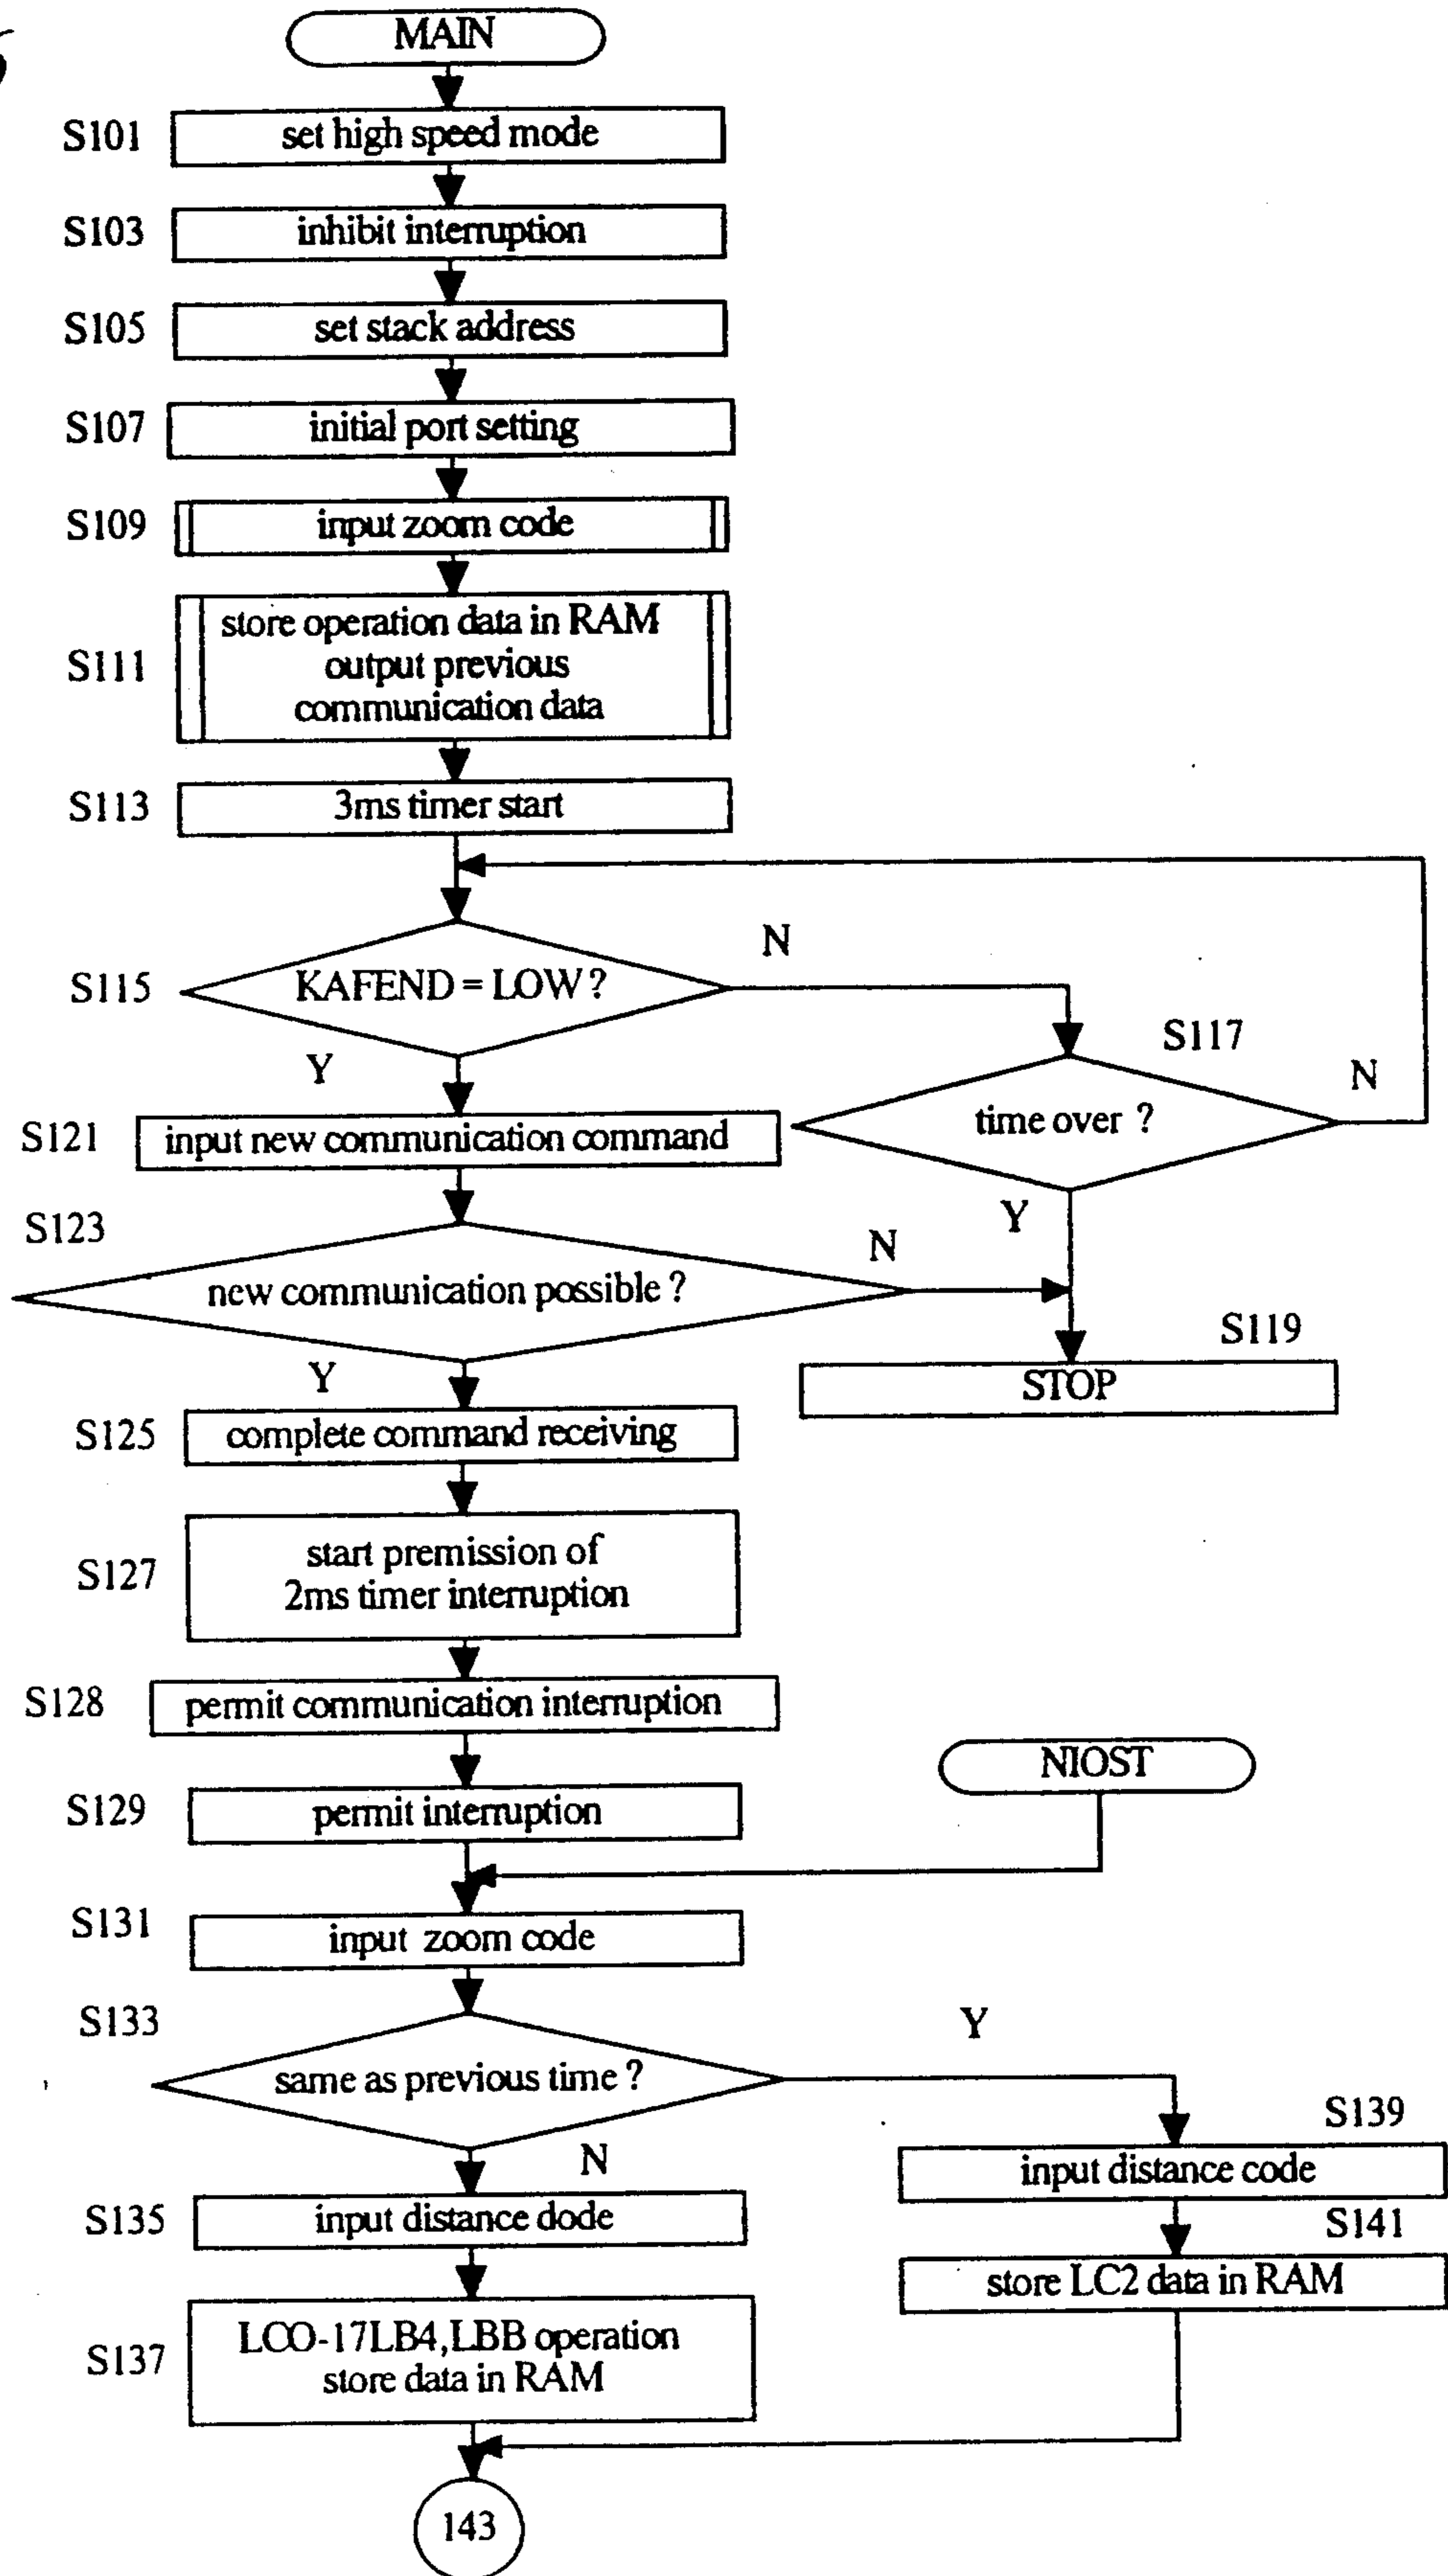 MAIN
S101
set high speed mode
S103
inhibit interruption
S105
set stack address
S107
initial port setting
S109
input zoom code
S111
store operation data in RAM
output previous
communication data
S113
3ms timer start
S115
KAFEND = LOW ?
N
Y
S117
time over ?
N
Y
S121
input new communication command
S123
new communication possible ?
N
Y
S119
STOP
S125
complete command receiving
S127
start premission of
2ms timer interruption
S128
permit communication interruption
S129
permit interruption
NIOST
S131
input zoom code
S133
same as previous time ?
Y
N
S139
input distance code
S141
store LC2 data in RAM
S135
input distance dode
S137
LCO-17LB4,LBB operation
store data in RAM
143